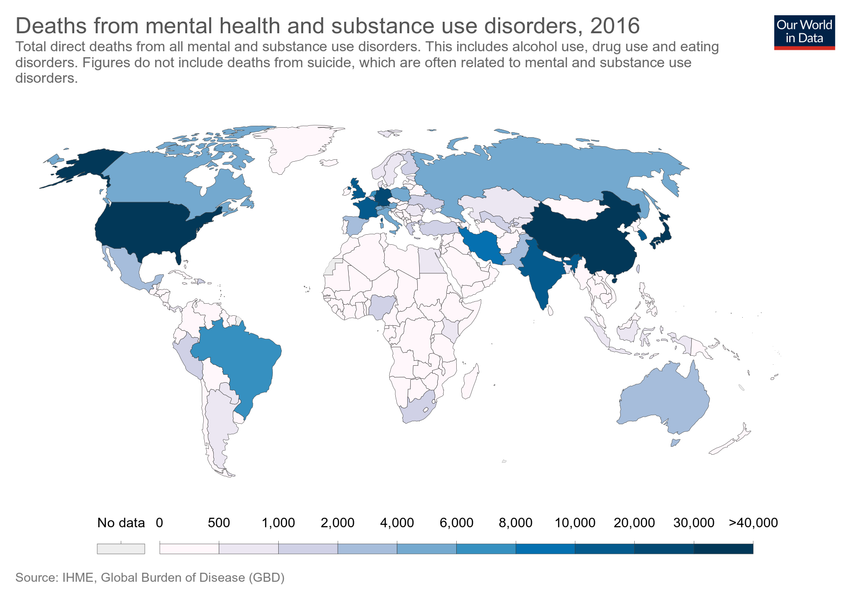 Deaths from mental health and substance use disorders, 2016
Our World
in Data
Total direct deaths from all mental and substance use disorders. This includes alcohol use, drug use and eating
disorders. Figures do not include deaths from suicide, which are often related to mental and substance use
disorders.
No data 0 500 1,000 2,000 4,000 6,000 8,000 10,000 20,000 30,000 >40,000
Source: IHME, Global Burden of Disease (GBD)